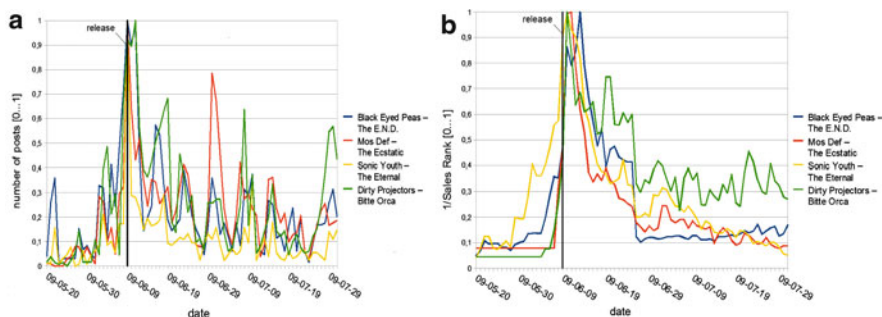 a
number of posts [0...1]
1
0,9
0,8
0,7
0,6
0,5
0,4
0,3
0,2
0,1
0
release
09-05-20
09-05-30
09-06-09
09-06-19
09-06-29
09-07-09
09-07-19
09-07-29
date
Black Eyed Peas –
The E.N.D.
Mos Def –
The Ecstatic
Sonic Youth –
The Eternal
Dirty Projectors –
Bitte Orca
b
1/Sales Rank [0...1]
1
0,9
0,8
0,7
0,6
0,5
0,4
0,3
0,2
0,1
0
release
09-05-20
09-05-30
09-06-09
09-06-19
09-06-29
09-07-09
09-07-19
09-07-29
date
Black Eyed Peas –
The E.N.D.
Mos Def –
The Ecstatic
Sonic Youth –
The Eternal
Dirty Projectors –
Bitte Orca